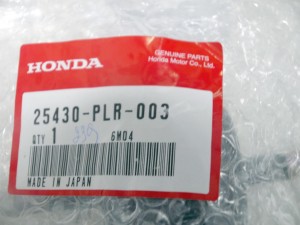 HONDA
GENUINE PARTS
Honda Motor Co., Ltd.
25430-PLR-003
QTY 1 6M04
MADE IN JAPAN